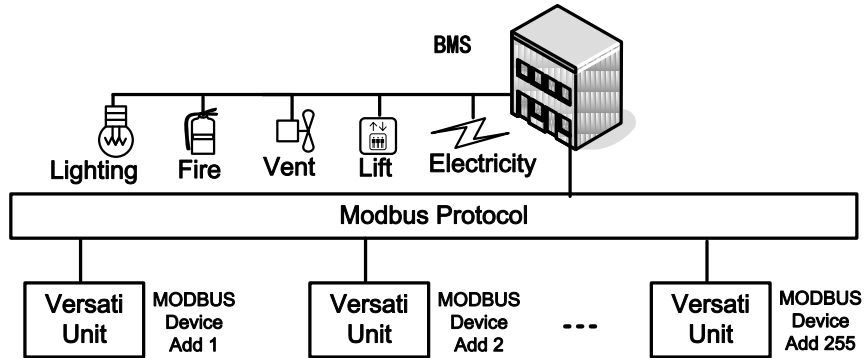 BMS
Lighting
Fire
Vent
Lift
Electricity
Modbus Protocol
Versati
Unit
MODBUS
Device
Add 1
Versati
Unit
MODBUS
Device
Add 2
---
Versati
Unit
MODBUS
Device
Add 255